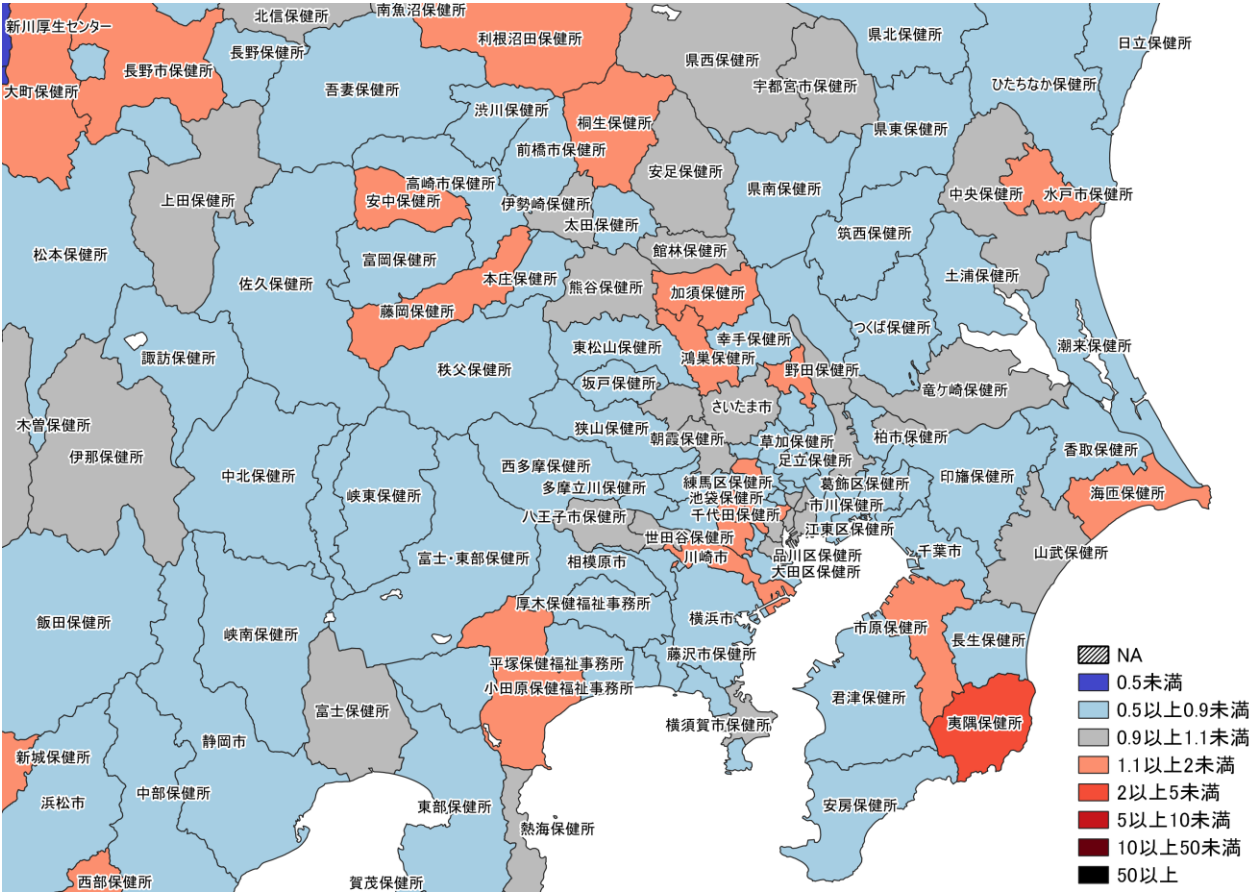 新川厚生センター
北信保健所
南魚沼保健所
利根沼田保健所
県北保健所
日立保健所
長野保健所
長野市保健所
大町保健所
吾妻保健所
県西保健所
宇都宮市保健所
ひたちなか保健所
渋川保健所
桐生保健所
県東保健所
前橋市保健所
安足保健所
高崎市保健所
県南保健所
上田保健所
安中保健所
伊勢崎保健所
中央保健所
水戸市保健所
太田保健所
筑西保健所
松本保健所
富岡保健所
館林保健所
佐久保健所
本庄保健所
熊谷保健所
加須保健所
土浦保健所
藤岡保健所
つくば保健所
幸手保健所
東松山保健所
潮来保健所
諏訪保健所
鴻巣保健所
秩父保健所
野田保健所
坂戸保健所
竜ケ崎保健所
さいたま市
木曽保健所
狭山保健所
朝霞保健所
草加保健所
柏市保健所
香取保健所
伊那保健所
中北保健所
西多摩保健所
足立保健所
印旛保健所
峡東保健所
多摩立川保健所
練馬区保健所
葛飾区保健所
海匝保健所
池袋保健所
市川保健所
八王子市保健所
千代田保健所
江東区保健所
世田谷保健所
富士・東部保健所
相模原市
川崎市
品川区保健所
千葉市
山武保健所
大田区保健所
厚木保健福祉事務所
横浜市
飯田保健所
峡南保健所
市原保健所
長生保健所
藤沢市保健所
平塚保健福祉事務所
小田原保健福祉事務所
君津保健所
富士保健所
横須賀市保健所
夷隅保健所
静岡市
新城保健所
中部保健所
浜松市
東部保健所
安房保健所
熱海保健所
西部保健所
賀茂保健所
NA
0.5未満
0.5以上0.9未満
0.9以上1.1未満
1.1以上2未満
2以上5未満
5以上10未満
10以上50未満
50以上